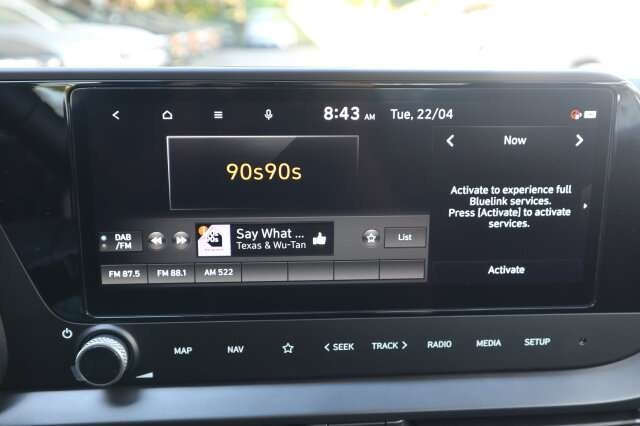 8:43 AM Tue, 22/04
90s90s
Now
Activate to experience full
Bluelink services.
Press [Activate] to activate
services.
Activate
DAB
/FM
Say What ...
Texas & Wu-Tan
List
FM 87.5 FM 88.1 AM 522
MAP NAV SEEK TRACK RADIO MEDIA SETUP